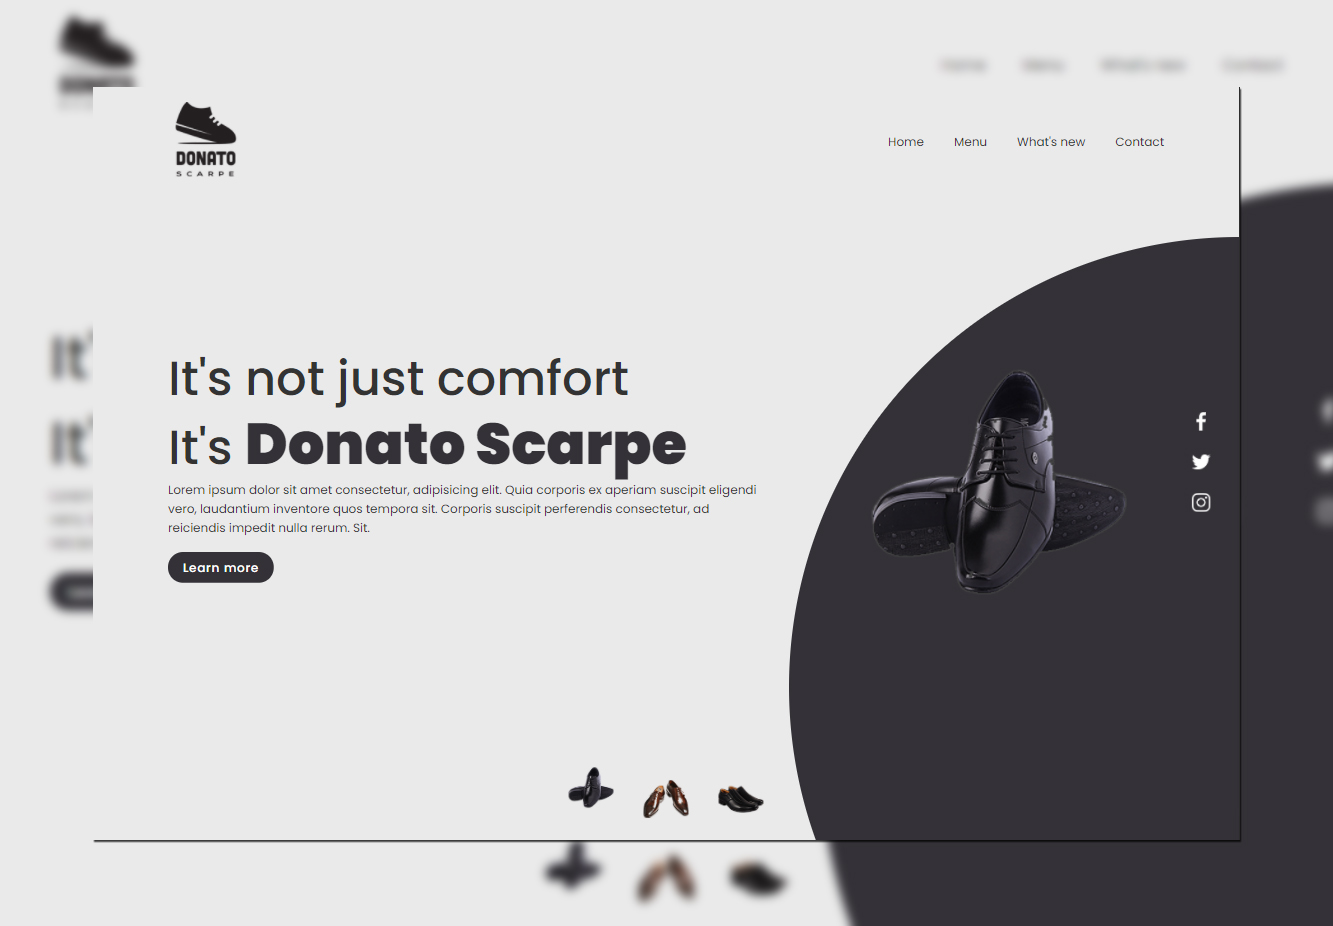 DONATO
SCARPE
Home Menu What's new Contact
It's not just comfort
It's Donato Scarpe
Lorem ipsum dolor sit amet consectetur, adipisicing elit. Quia corporis ex aperiam suscipit eligendi
vero, laudantium inventore quos tempora sit. Corporis suscipit perferendis consectetur, ad
reiciendis impedit nulla rerum. Sit.
Learn more